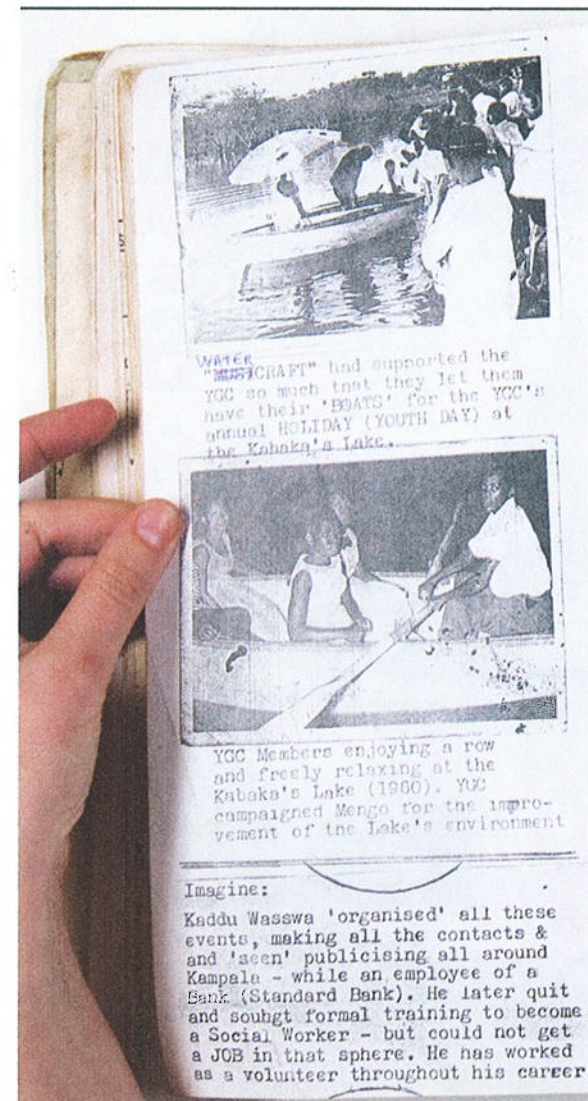 WATER
"CRAFT" had supported the
YGC so much that they let them
have their 'BOATS' for the YGC's
annual HOLIDAY (YOUTH DAY) at
the Kabaka's Lake.
YGC Members enjoying a row
and freely relaxing at the
Kabaka's Lake (1960). YGC
campaigned Mengo for the impro-
vement of the Lake's environment
Imagine:
Kaddu Wasswa 'organised' all these
events, making all the contacts &
and 'seen' publicising all around
Kampala - while an employee of a
Bank (Standard Bank). He later quit
and souhgt formal training to become
a Social Worker - but could not get
a JOB in that sphere. He has worked
as a volunteer throughout his career